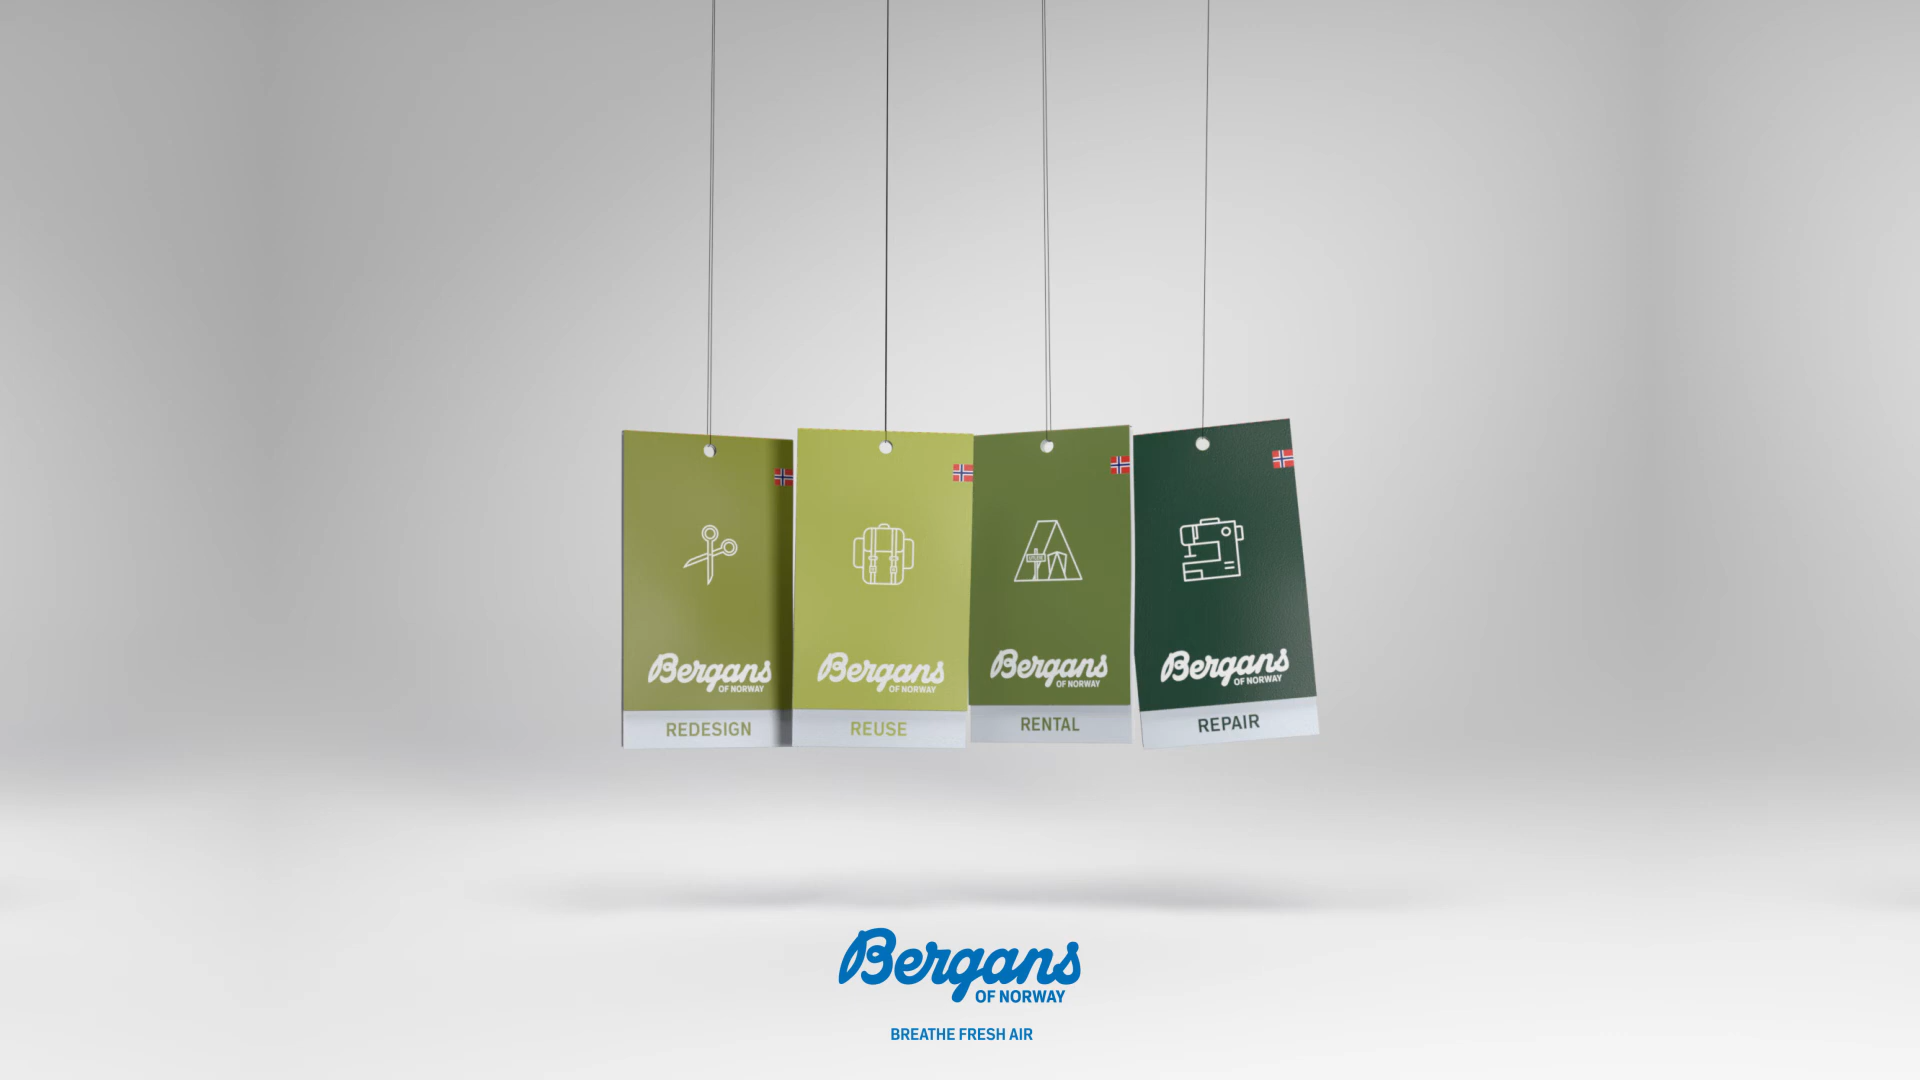 Bergans
OF NORWAY
REDESIGN
Bergans
OF NORWAY
REUSE
Bergans
OF NORWAY
RENTAL
Bergans
OF NORWAY
REPAIR
Bergans
OF NORWAY
BREATHE FRESH AIR